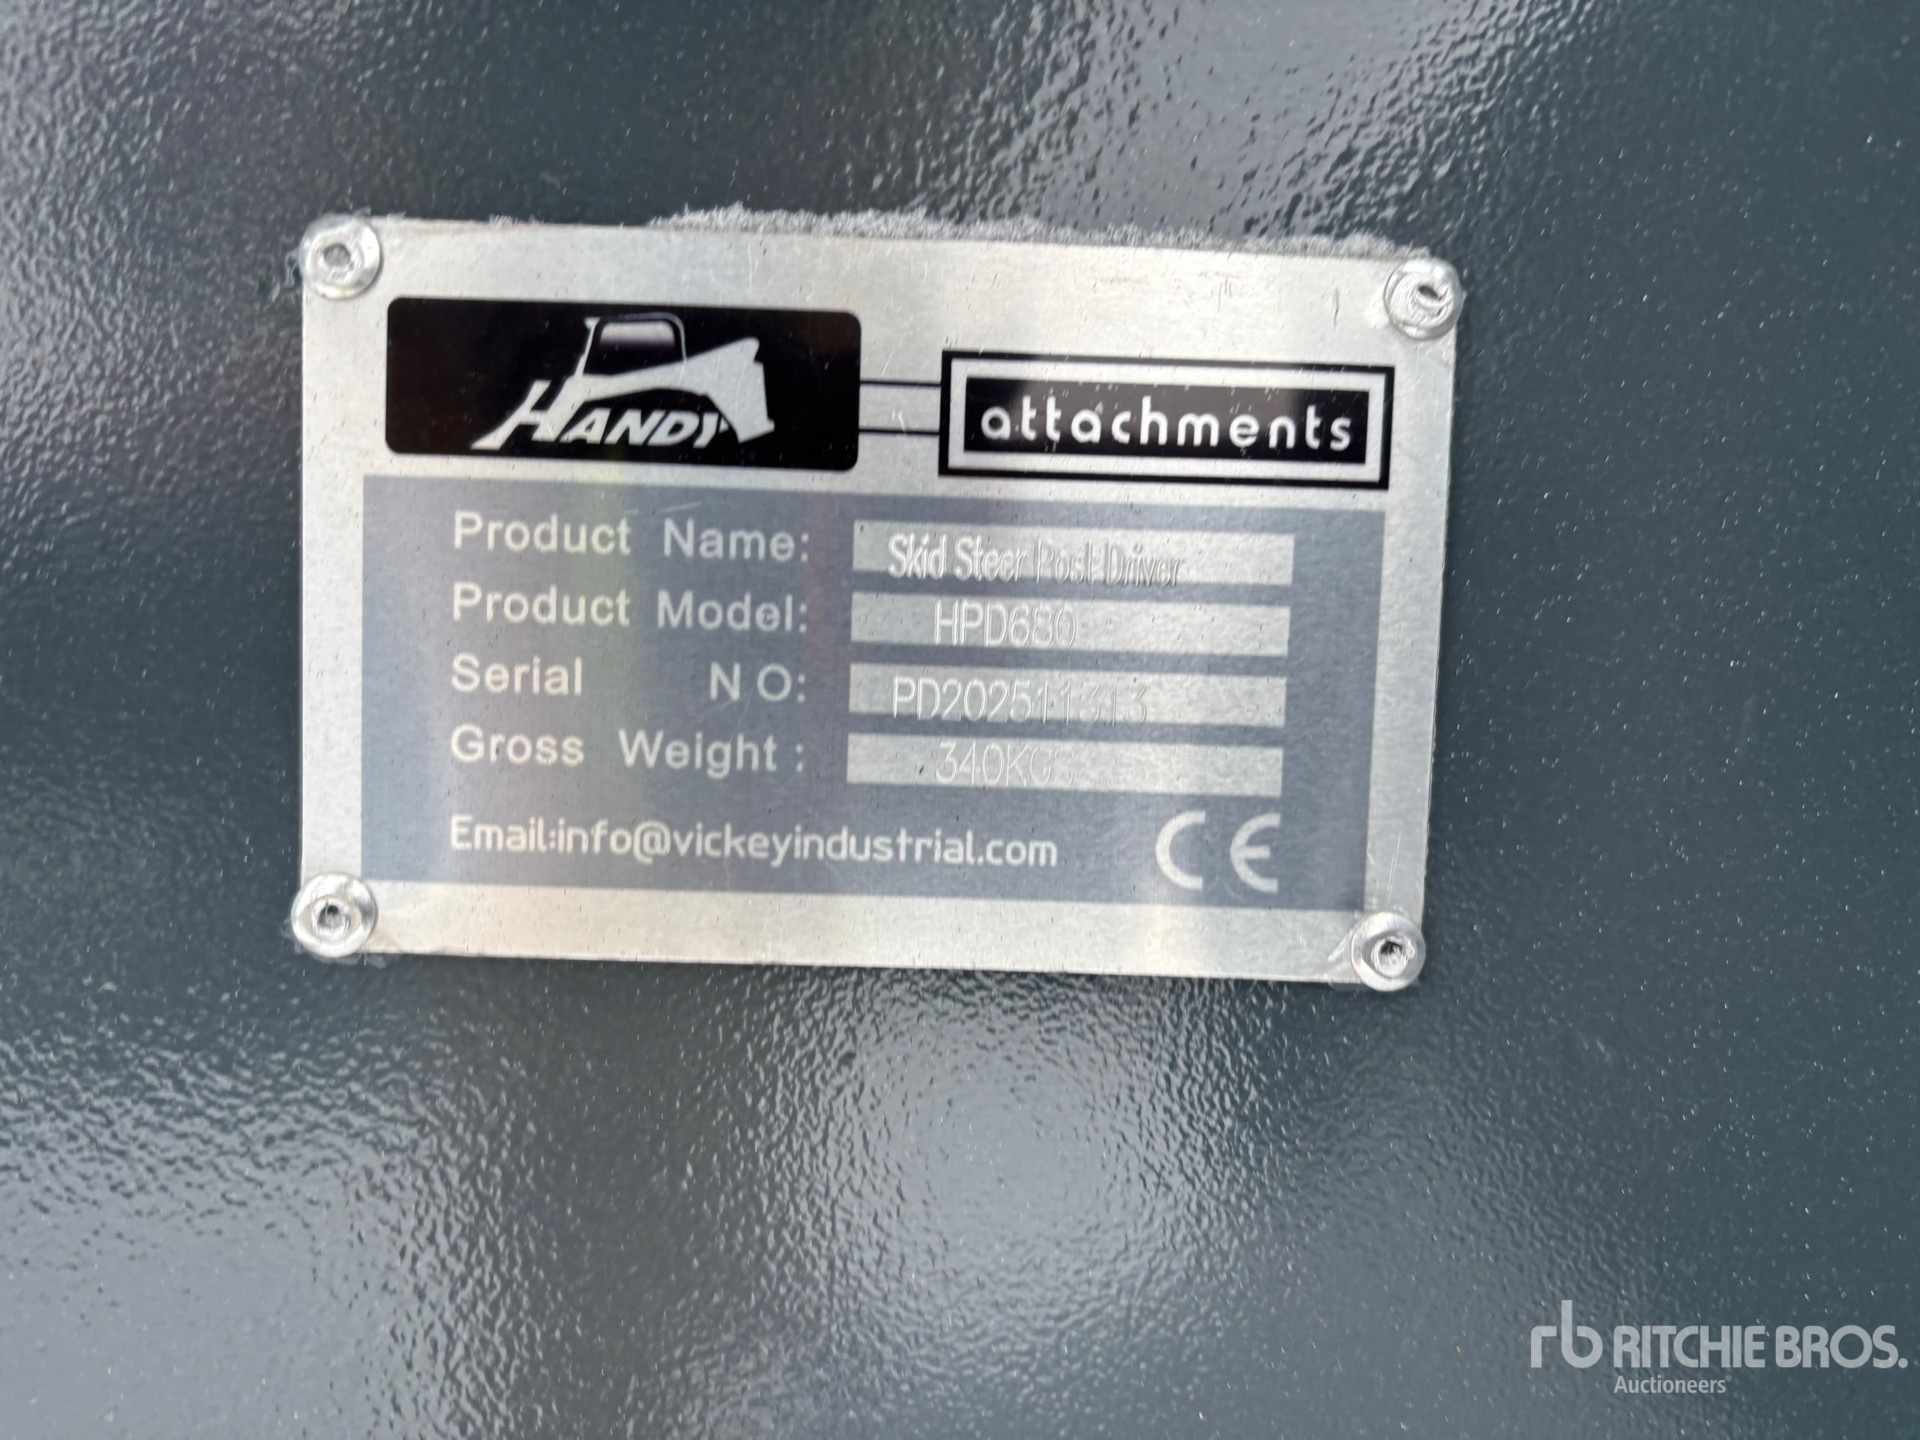 HANDY
attachments
Product Name: Skid Steer Post Driver
Product Model: HPD680
Serial NO: PD202511313
Gross Weight: 340KGS
Email:info@vickeyindustrial.com
CE
rb RITCHIE BROS.
Auctioneers